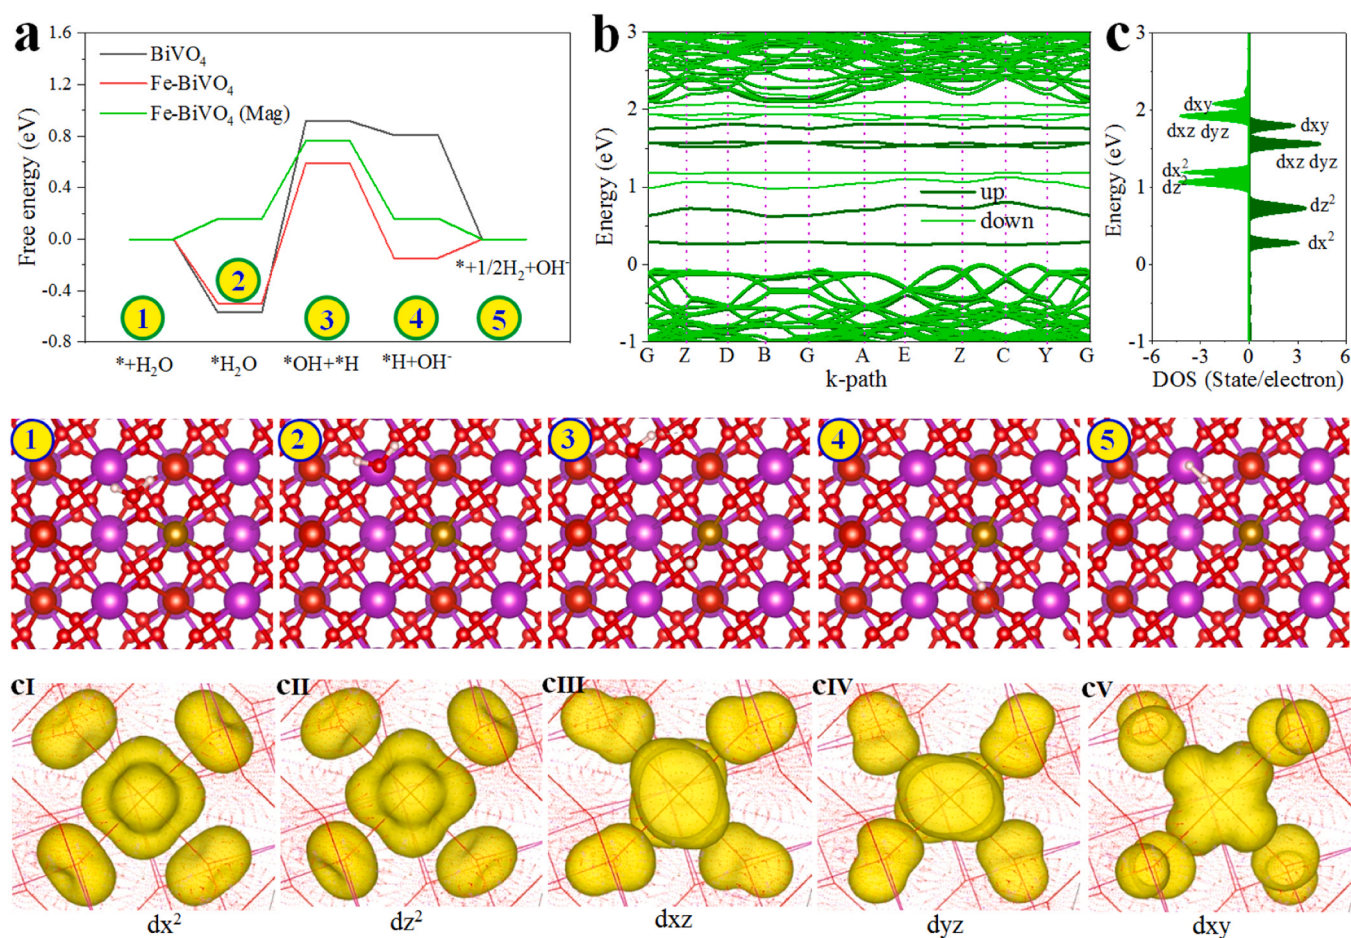 a
1.6
1.2
0.8
0.4
0.0
-0.4
-0.8
Free energy (eV)
BiVO₄
Fe-BiVO₄
Fe-BiVO₄ (Mag)
*+1/2H₂+OH⁻
1
2
3
4
5
*+H₂O
*H₂O
*OH+*H
*H+OH⁻
b
3
2
1
0
-1
Energy (eV)
up
down
G Z D B G A E Z C Y G
k-path
c
3
2
1
0
-1
Energy (eV)
dxy
dxz dyz
dx²
dz²
dxy
dxz dyz
dz²
dx²
-6 -3 0 3 6
DOS (State/electron)
1
2
3
4
5
cI
cII
cIII
cIV
cV
dx²
dz²
dxz
dyz
dxy